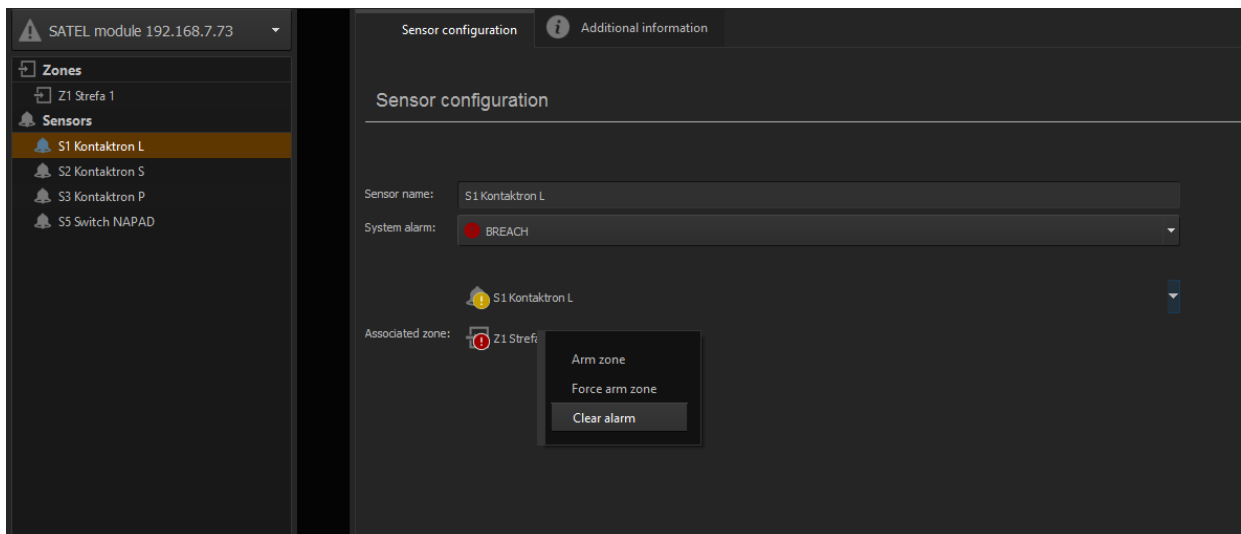 SATEL module 192.168.7.73
Zones
Z1 Strefa 1
Sensors
S1 Kontaktron L
S2 Kontaktron S
S3 Kontaktron P
S5 Switch NAPAD
Sensor configuration
Additional information
Sensor configuration
Sensor name:
S1 Kontaktron L
System alarm:
BREACH
S1 Kontaktron L
Associated zone:
Z1
Arm zone
Force arm zone
Clear alarm